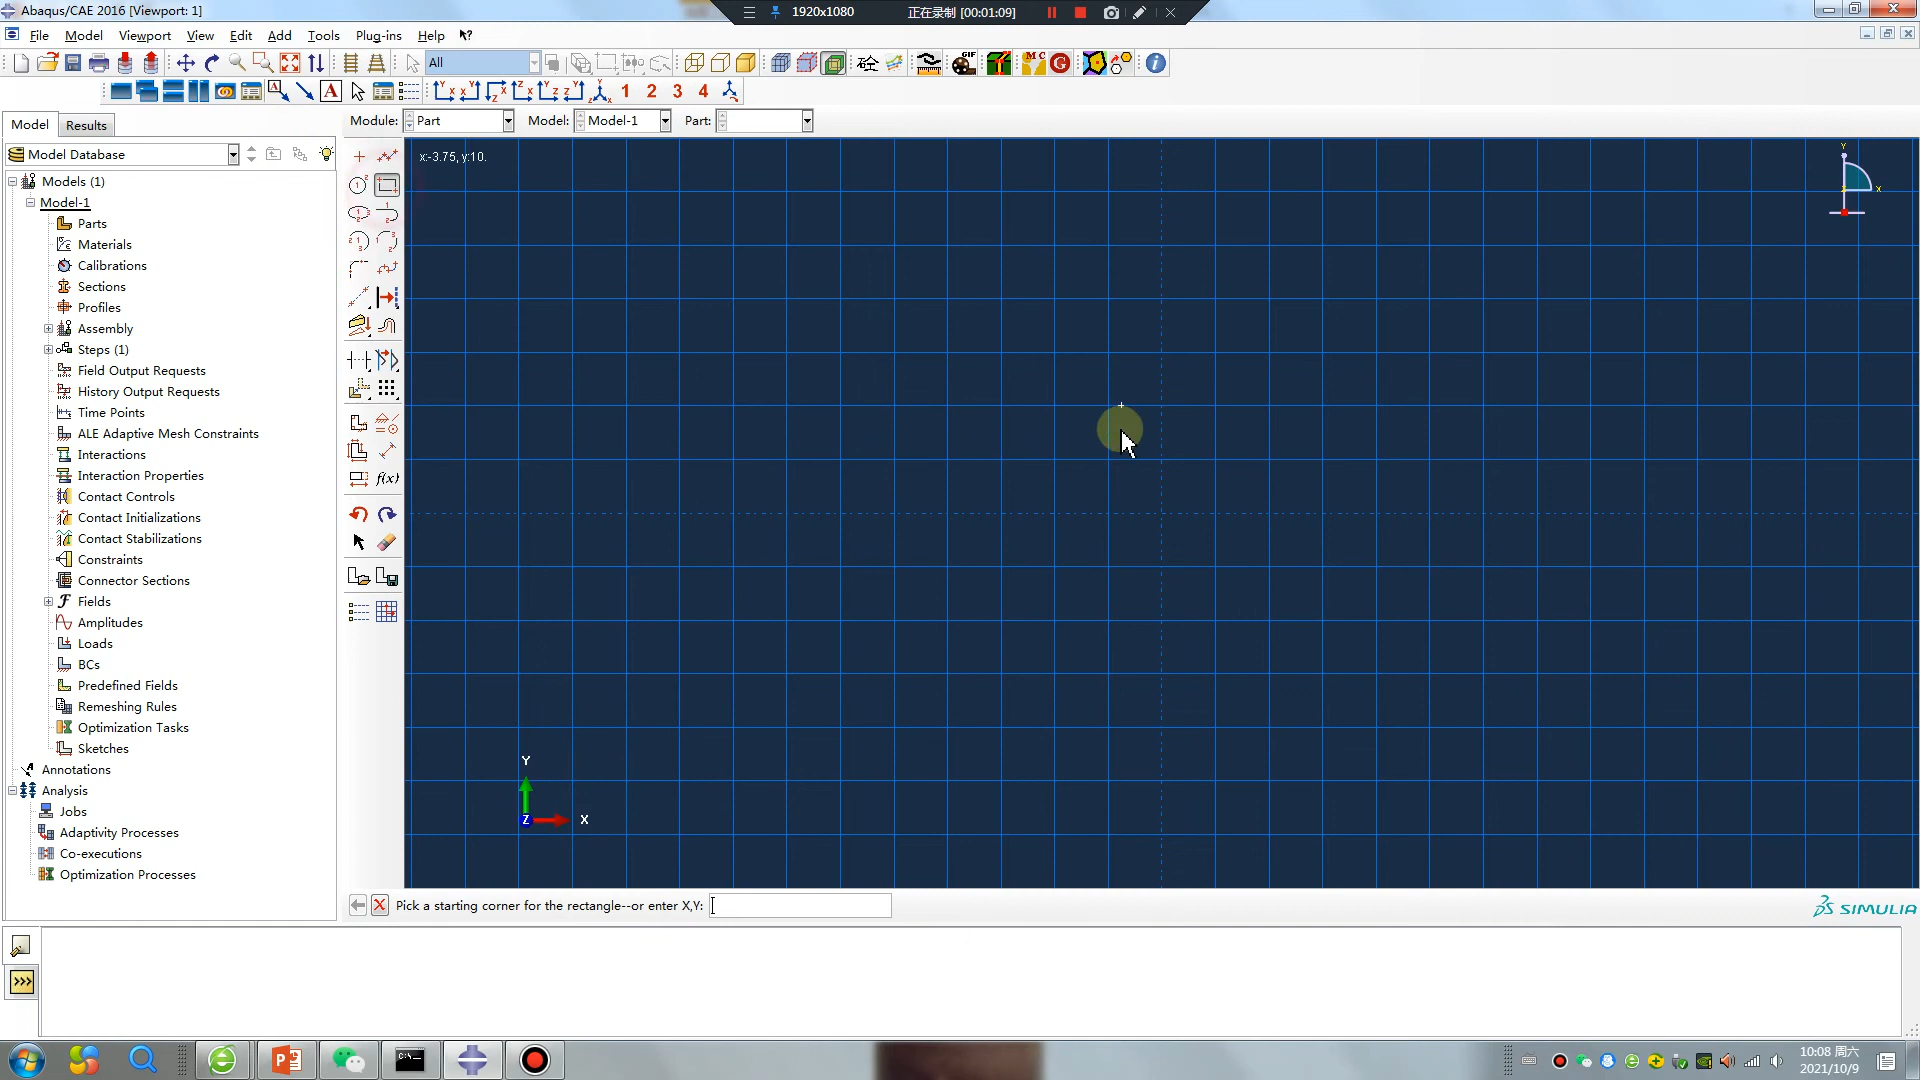 Abaqus/CAE 2016 [Viewport: 1]
1920x1080
正在录制 [00:01:09]
File Model Viewport View Edit Add Tools Plug-ins Help
All
砼
GIF
M C
G
A
A
1 2 3 4
Model Results
Module: Part Model: Model-1 Part:
Model Database
x:-3.75, y:10.
Y
X
Models (1)
Model-1
Parts
Materials
Calibrations
Sections
Profiles
Assembly
Steps (1)
Field Output Requests
History Output Requests
Time Points
ALE Adaptive Mesh Constraints
Interactions
Interaction Properties
Contact Controls
Contact Initializations
Contact Stabilizations
Constraints
Connector Sections
Fields
Amplitudes
Loads
BCs
Predefined Fields
Remeshing Rules
Optimization Tasks
Sketches
Annotations
Analysis
Jobs
Adaptivity Processes
Co-executions
Optimization Processes
f(x)
Y
Z X
Pick a starting corner for the rectangle--or enter X,Y:
SIMULIA
>>>
10:08 周六
2021/10/9